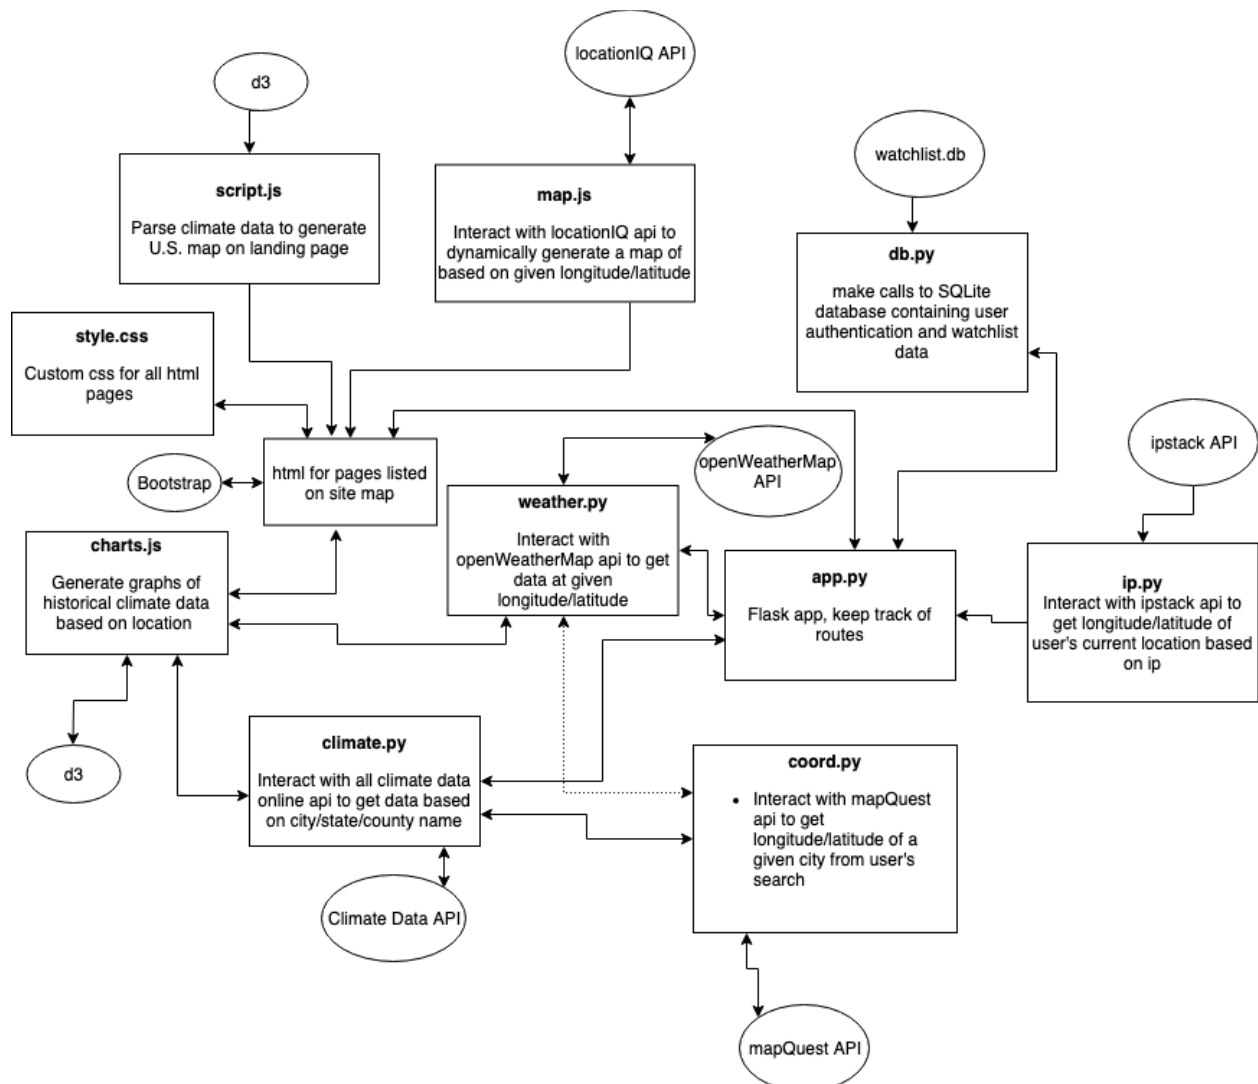 locationIQ API
d3
watchlist.db
script.js
Parse climate data to generate
U.S. map on landing page
map.js
Interact with locationIQ api to
dynamically generate a map of
based on given longitude/latitude
db.py
make calls to SQLite
database containing user
authentication and watchlist
data
style.css
Custom css for all html
pages
ipstack API
html for pages listed
on site map
openWeatherMap
API
Bootstrap
weather.py
Interact with
openWeatherMap api to get
data at given
longitude/latitude
charts.js
Generate graphs of
historical climate data
based on location
app.py
Flask app, keep track of
routes
ip.py
Interact with ipstack api to
get longitude/latitude of
user's current location based
on ip
d3
climate.py
Interact with all climate data
online api to get data based
on city/state/county name
coord.py
• Interact with mapQuest
api to get
longitude/latitude of a
given city from user's
search
Climate Data API
mapQuest API